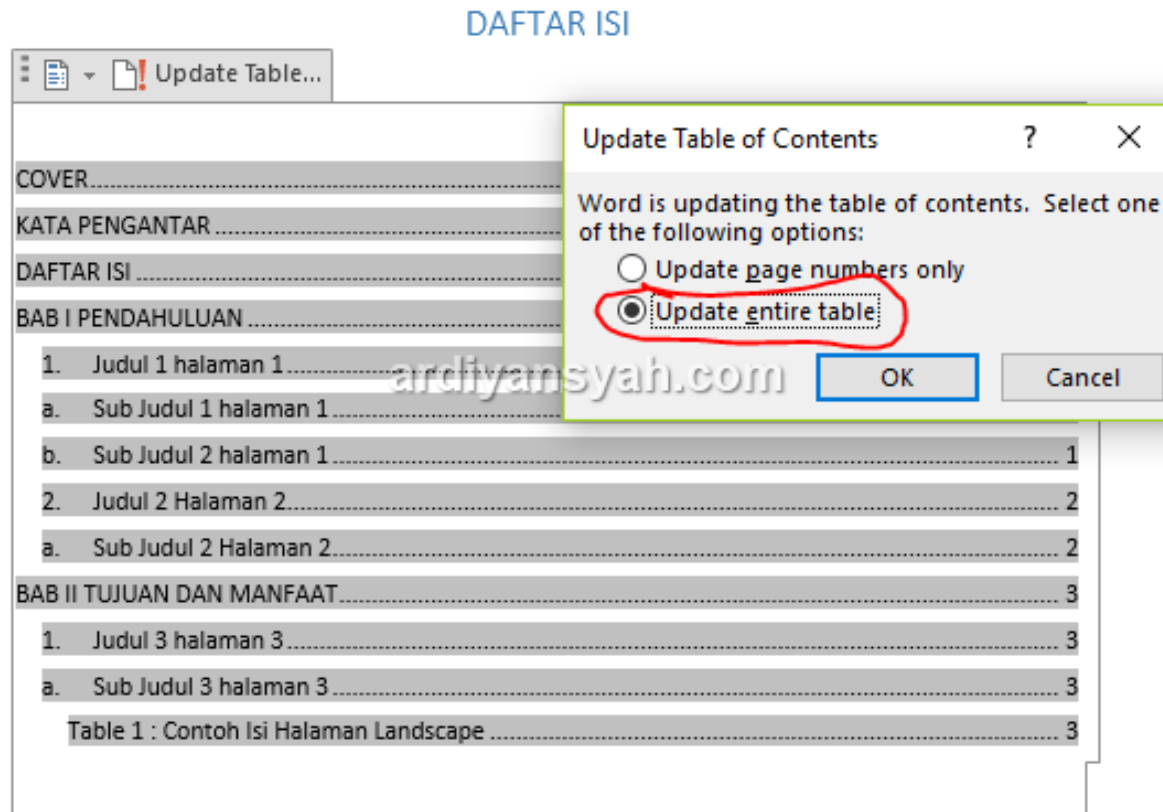 DAFTAR ISI
Update Table...
Update Table of Contents ? X
Word is updating the table of contents. Select one
of the following options:
Update page numbers only
Update entire table
OK Cancel
COVER
KATA PENGANTAR
DAFTAR ISI
BAB I PENDAHULUAN
1. Judul 1 halaman 1
ardiyansyah.com
a. Sub Judul 1 halaman 1
b. Sub Judul 2 halaman 1 1
2. Judul 2 Halaman 2 2
a. Sub Judul 2 Halaman 2 2
BAB II TUJUAN DAN MANFAAT 3
1. Judul 3 halaman 3 3
a. Sub Judul 3 halaman 3 3
Table 1 : Contoh Isi Halaman Landscape 3